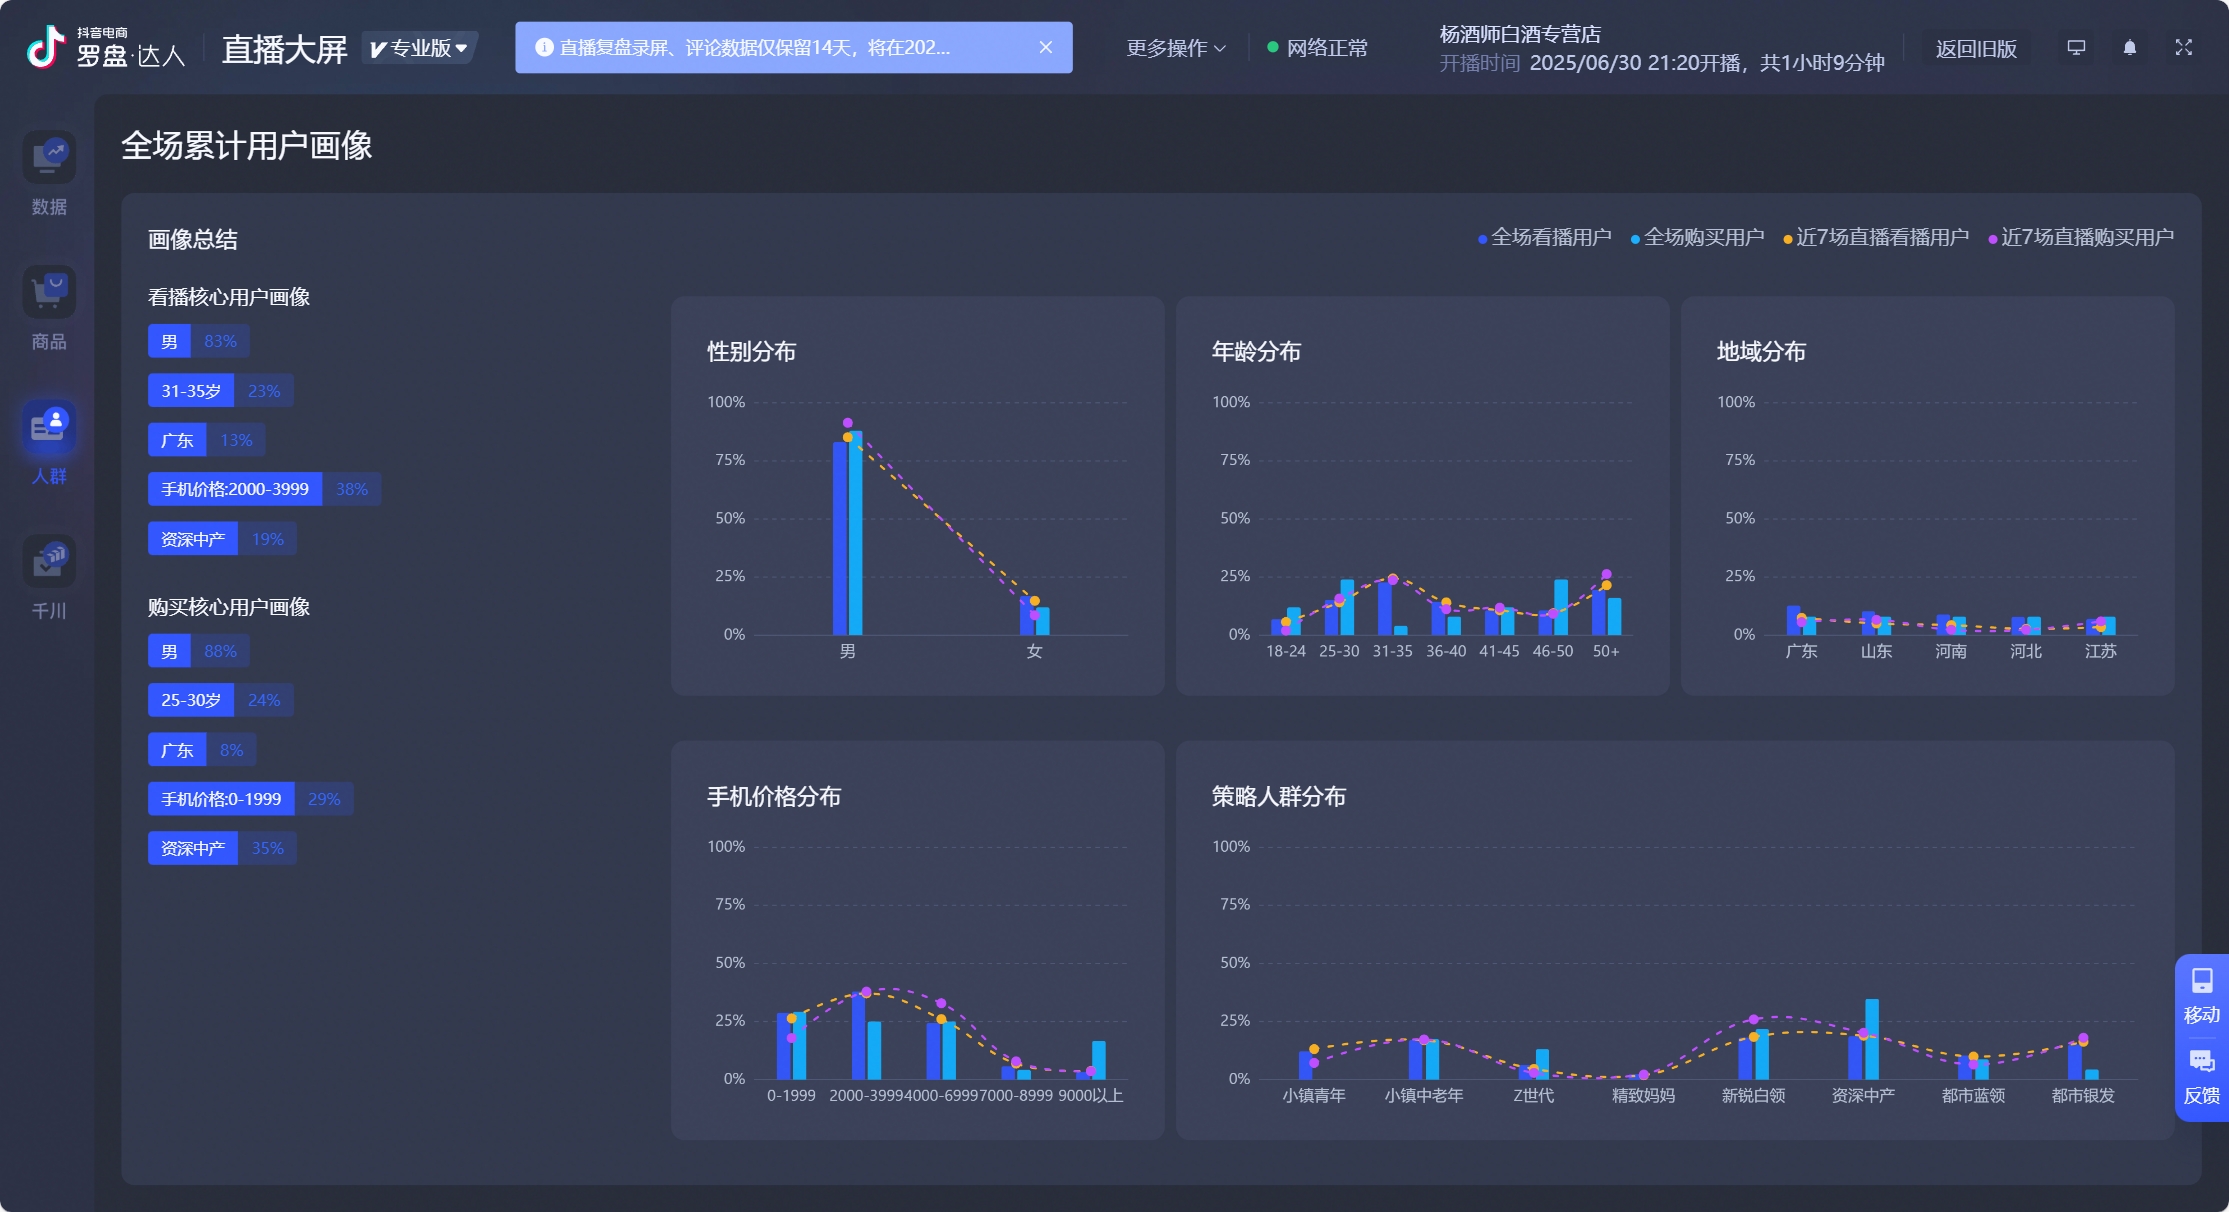 抖音电商
罗盘·达人
直播大屏
专业版
直播复盘录屏、评论数据仅保留14天，将在202...
更多操作
网络正常
杨酒师白酒专营店
开播时间 2025/06/30 21:20开播，共1小时9分钟
返回旧版
数据
商品
人群
千川
全场累计用户画像
画像总结
全场看播用户 全场购买用户 近7场直播看播用户 近7场直播购买用户
看播核心用户画像
男 83%
31-35岁 23%
广东 13%
手机价格:2000-3999 38%
资深中产 19%
购买核心用户画像
男 88%
25-30岁 24%
广东 8%
手机价格:0-1999 29%
资深中产 35%
性别分布
100%
75%
50%
25%
0%
男 女
年龄分布
100%
75%
50%
25%
0%
18-24 25-30 31-35 36-40 41-45 46-50 50+
地域分布
100%
75%
50%
25%
0%
广东 山东 河南 河北 江苏
手机价格分布
100%
75%
50%
25%
0%
0-1999 2000-3999 4000-6999 7000-8999 9000以上
策略人群分布
100%
75%
50%
25%
0%
小镇青年 小镇中老年 Z世代 精致妈妈 新锐白领 资深中产 都市蓝领 都市银发
移动
反馈